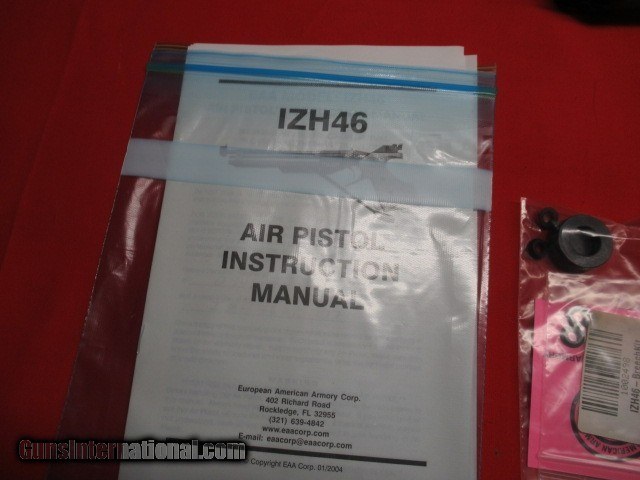 IZH46
AIR PISTOL
INSTRUCTION
MANUAL
European American Armory Corp.
402 Richard Road
Rockledge, FL 32955
(321) 639-4842
www.eaacorp.com
E-mail: eaacorp@eaacorp.com
Copyright EAA Corp. 01/2004
GunsInternational.com